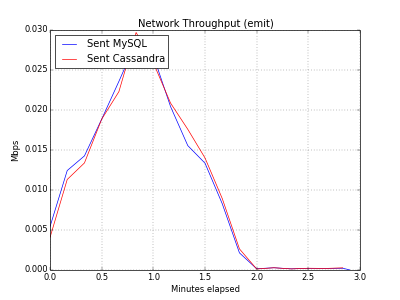 Network Throughput (emit)
0.030
Sent MySQL
Sent Cassandra
0.025
0.020
Mbps
0.015
0.010
0.005
0.000
0.0 0.5 1.0 1.5 2.0 2.5 3.0
Minutes elapsed